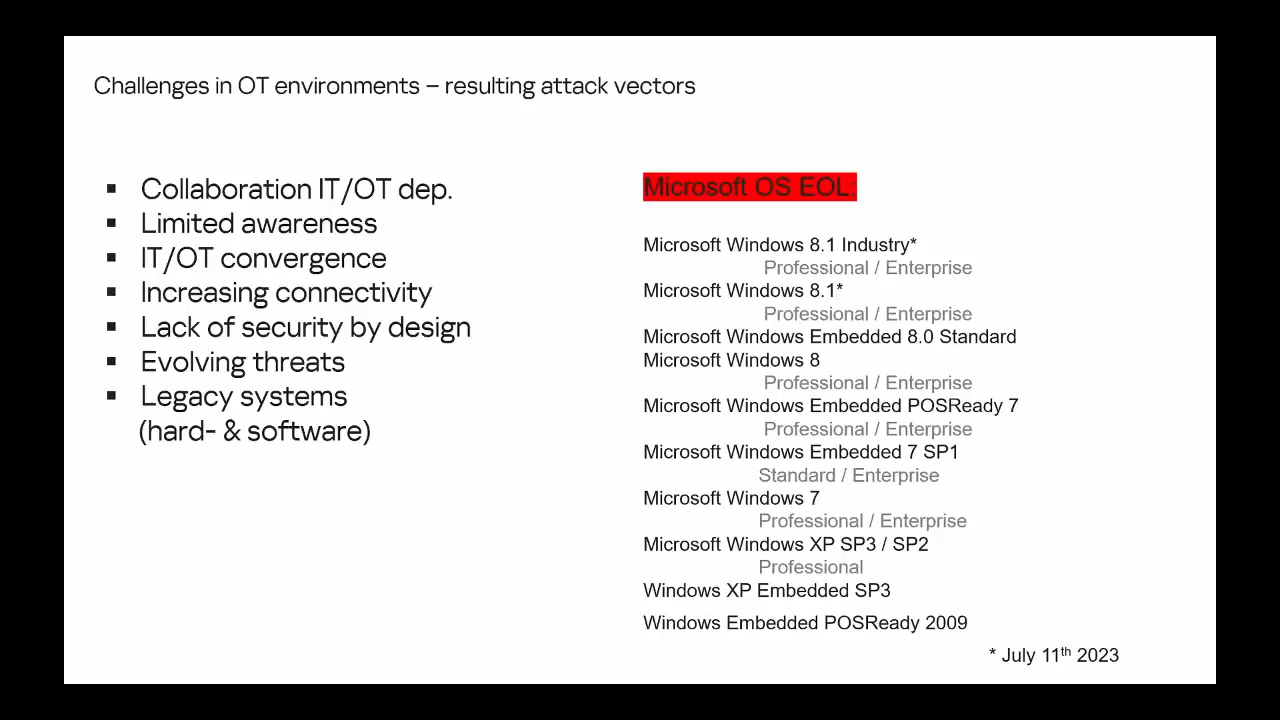 Challenges in OT environments – resulting attack vectors
▪ Collaboration IT/OT dep.
▪ Limited awareness
▪ IT/OT convergence
▪ Increasing connectivity
▪ Lack of security by design
▪ Evolving threats
▪ Legacy systems
(hard- & software)
Microsoft OS EOL:
Microsoft Windows 8.1 Industry*
Professional / Enterprise
Microsoft Windows 8.1*
Professional / Enterprise
Microsoft Windows Embedded 8.0 Standard
Microsoft Windows 8
Professional / Enterprise
Microsoft Windows Embedded POSReady 7
Professional / Enterprise
Microsoft Windows Embedded 7 SP1
Standard / Enterprise
Microsoft Windows 7
Professional / Enterprise
Microsoft Windows XP SP3 / SP2
Professional
Windows XP Embedded SP3
Windows Embedded POSReady 2009
* July 11th 2023